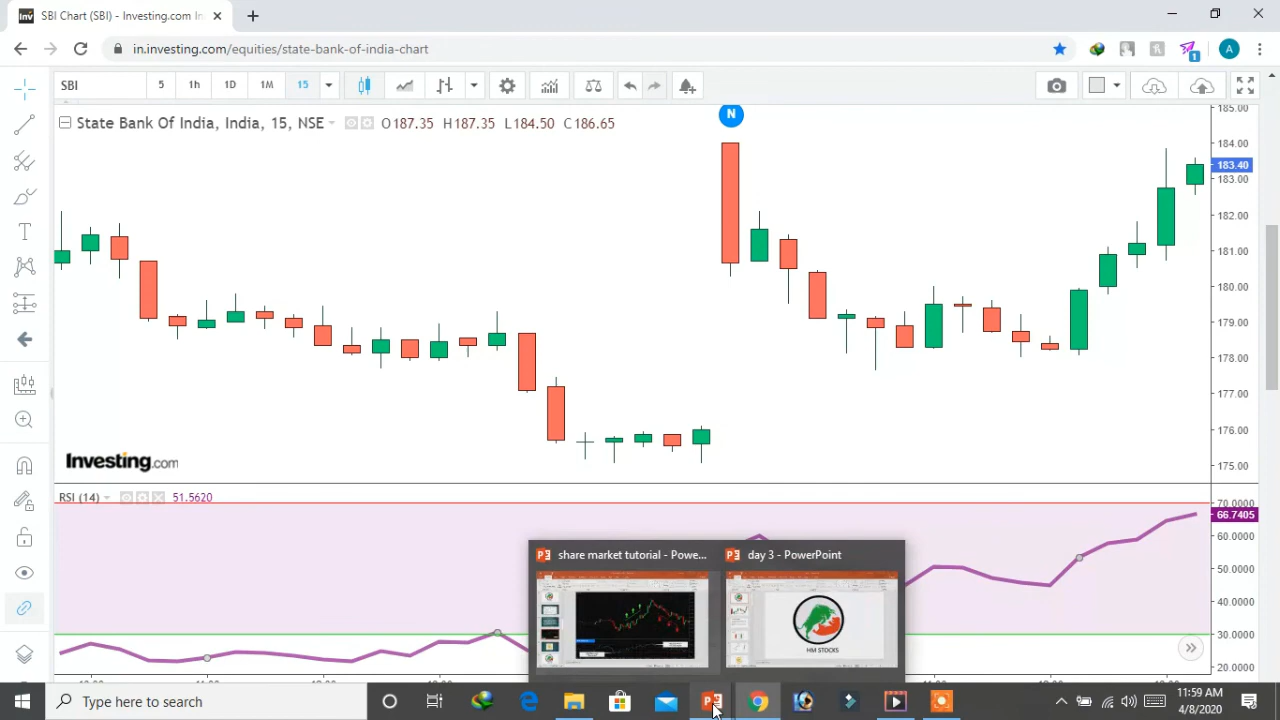 SBI Chart (SBI) - Investing.com In
in.investing.com/equities/state-bank-of-india-chart
1
A
SBI
5
1h
1D
1M
15
State Bank Of India, India, 15, NSE
O187.35 H187.35 L184.50 C186.65
N
185.00
184.00
183.40
183.00
182.00
181.00
180.00
179.00
178.00
177.00
176.00
175.00
Investing.com
RSI (14)
51.5620
70.0000
66.7405
60.0000
50.0000
40.0000
30.0000
20.0000
share market tutorial - Powe...
day 3 - PowerPoint
HM STOCKS
Type here to search
11:59 AM
4/8/2020